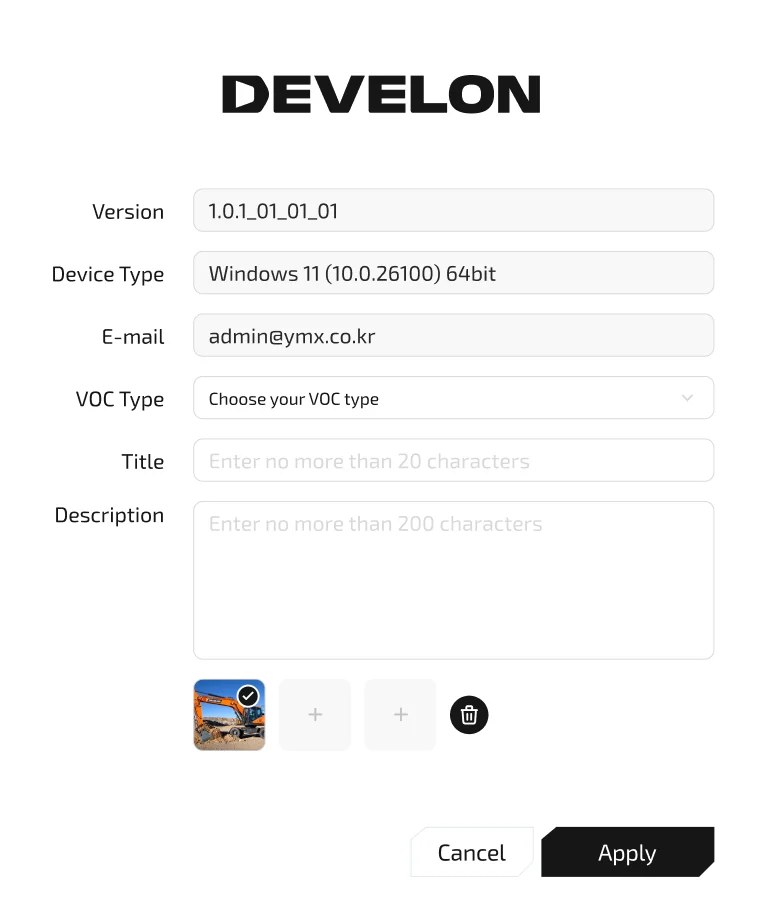 DEVELON
Version
1.0.1_01_01_01
Device Type
Windows 11 (10.0.26100) 64bit
E-mail
admin@ymx.co.kr
VOC Type
Choose your VOC type
Title
Enter no more than 20 characters
Description
Enter no more than 200 characters
Cancel
Apply